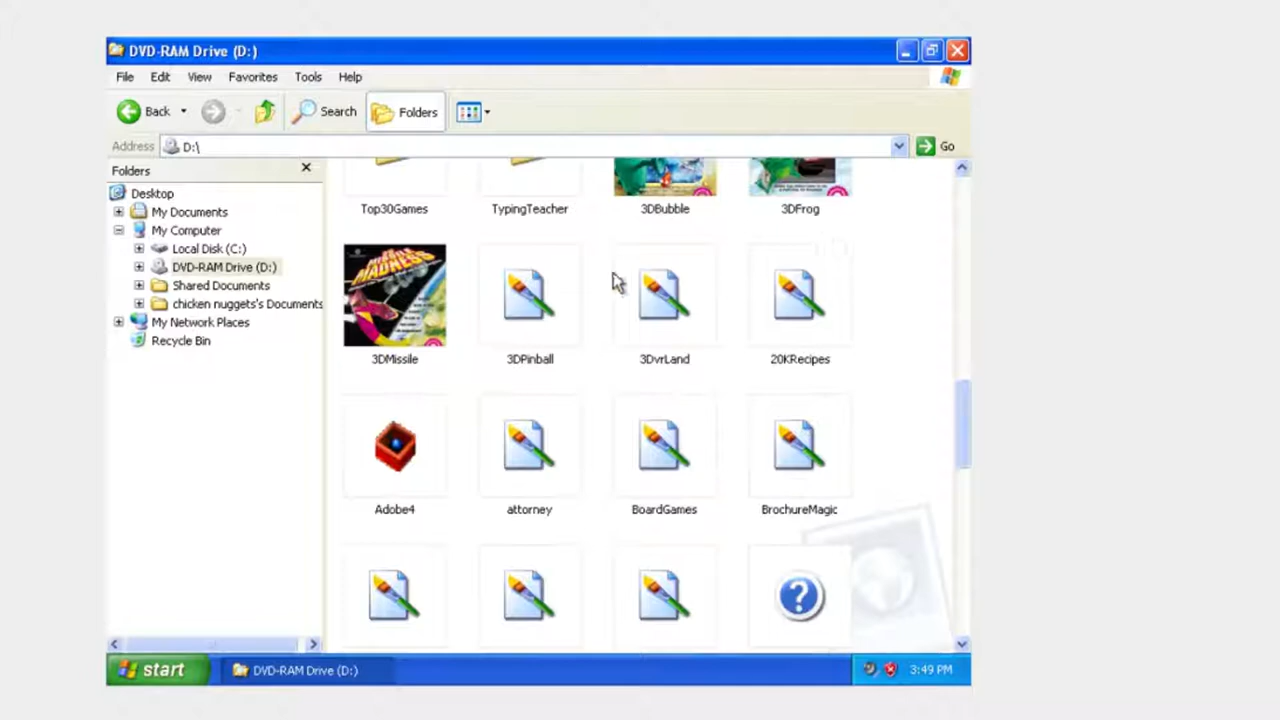 DVD-RAM Drive (D:)
File Edit View Favorites Tools Help
Back Search Folders
Address D:\ Go
Folders
Desktop
My Documents
My Computer
Local Disk (C:)
DVD-RAM Drive (D:)
Shared Documents
chicken nuggets's Documents
My Network Places
Recycle Bin
Top30Games TypingTeacher 3DBubble 3DFrog
MISSILE
MADNESS
3DMissile 3DPinball 3DvrLand 20KRecipes
Adobe4 attorney BoardGames BrochureMagic
?
start DVD-RAM Drive (D:) 3:49 PM